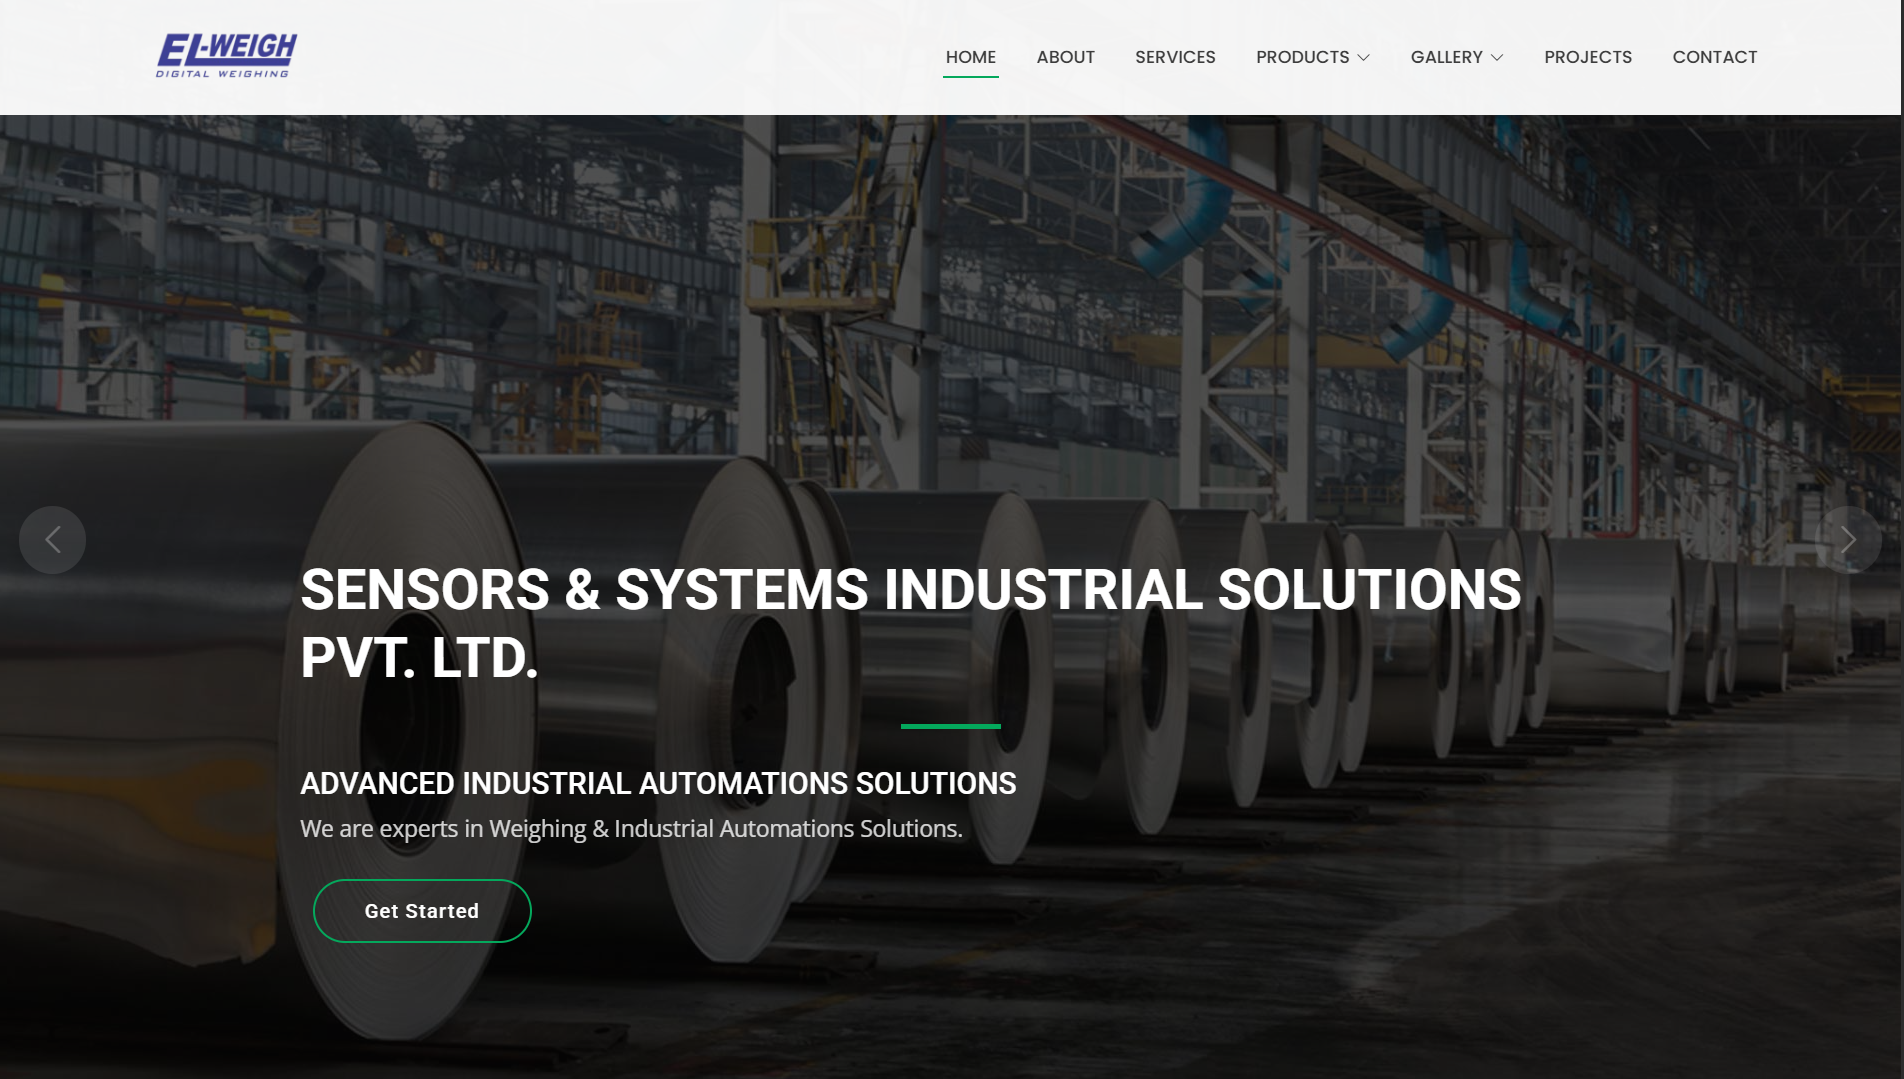 EL-WEIGH
DIGITAL WEIGHING
HOME ABOUT SERVICES PRODUCTS GALLERY PROJECTS CONTACT
SENSORS & SYSTEMS INDUSTRIAL SOLUTIONS
PVT. LTD.
ADVANCED INDUSTRIAL AUTOMATIONS SOLUTIONS
We are experts in Weighing & Industrial Automations Solutions.
Get Started